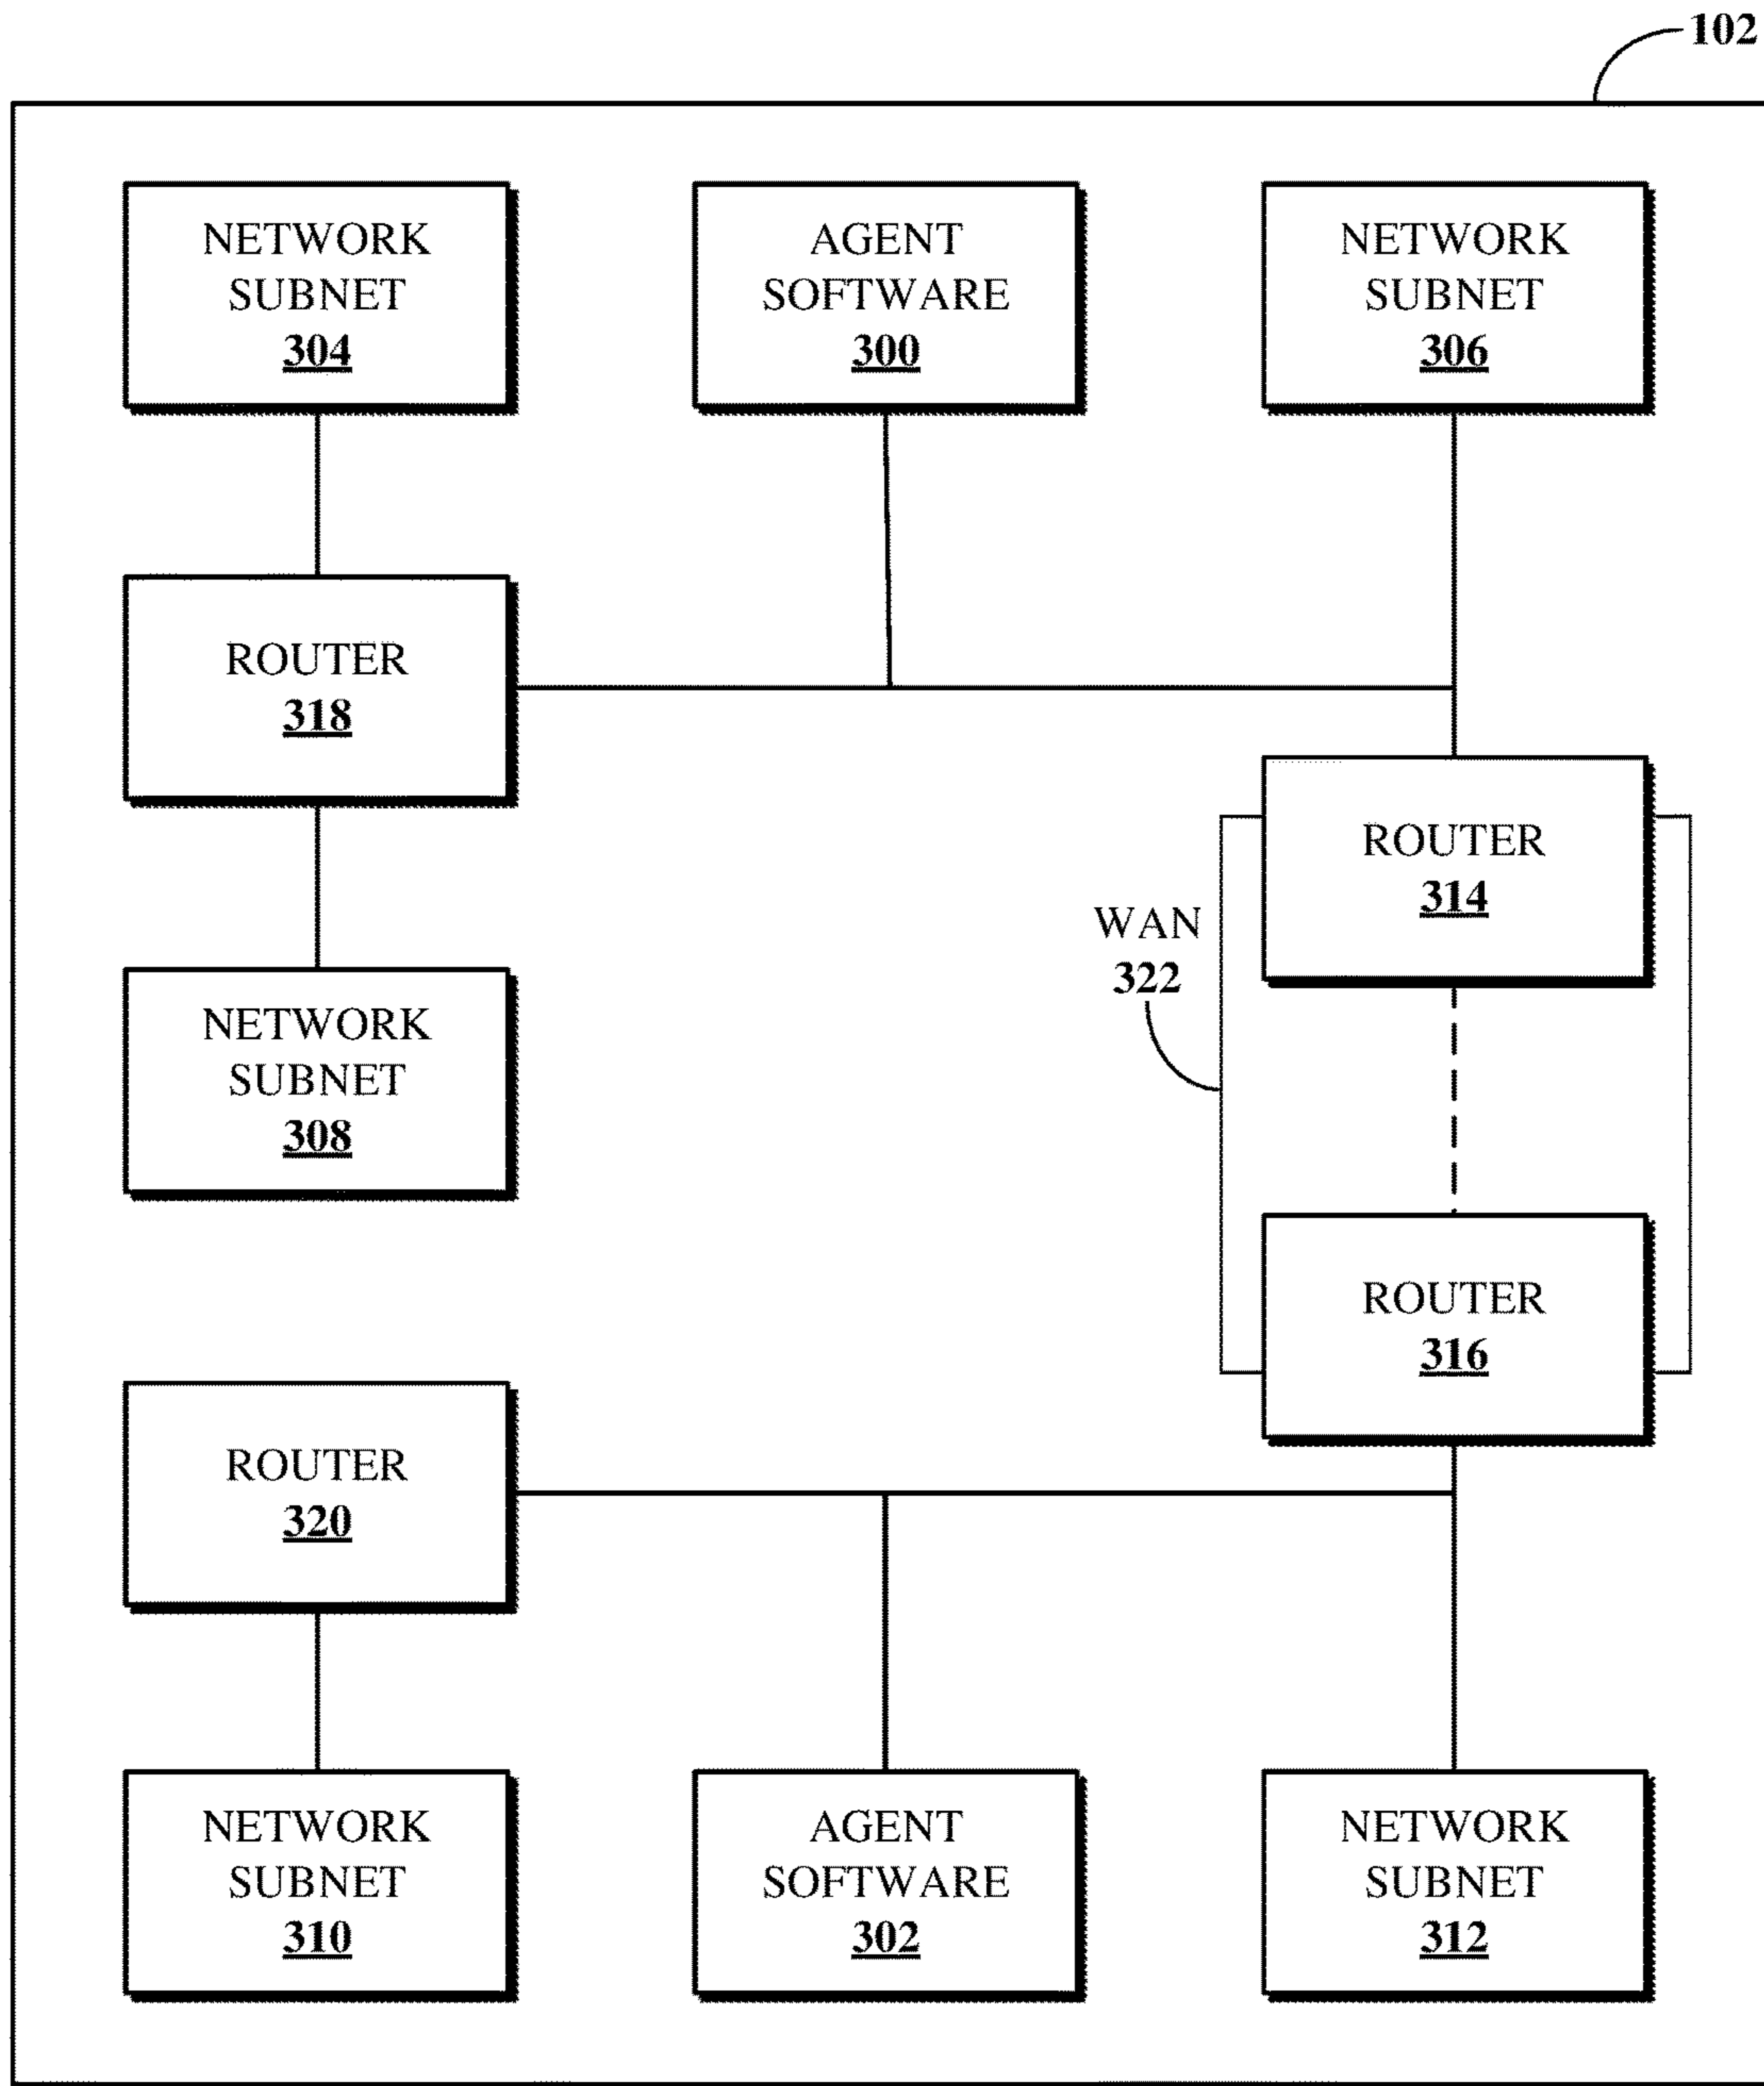 102
NETWORK
SUBNET
304
AGENT
SOFTWARE
300
NETWORK
SUBNET
306
ROUTER
318
ROUTER
314
WAN
322
NETWORK
SUBNET
308
ROUTER
316
ROUTER
320
NETWORK
SUBNET
310
AGENT
SOFTWARE
302
NETWORK
SUBNET
312